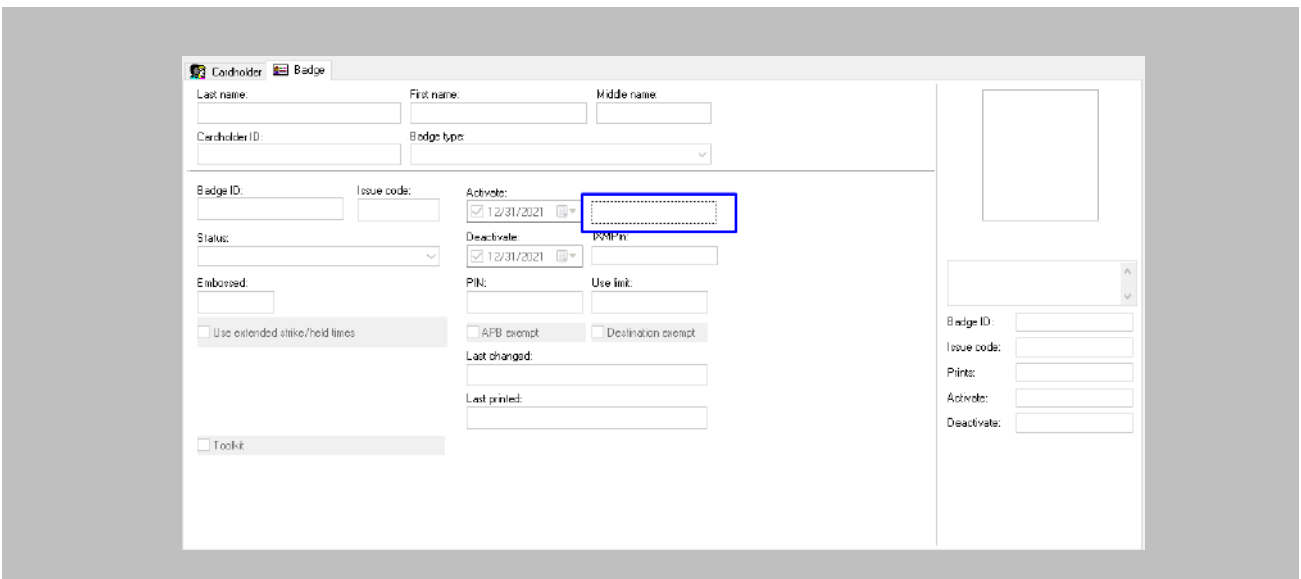 Cardholder Badge
Last name: First name: Middle name:
Cardholder ID: Badge type:
Badge ID: Issue code: Activate:
12/31/2021
Status: Deactivate: IXMPin:
12/31/2021
Embossed: PIN: Use limit:
Use extended strike/held times APB exempt Destination exempt
Last changed:
Last printed:
Toolkit
Badge ID:
Issue code:
Prints:
Activate:
Deactivate: